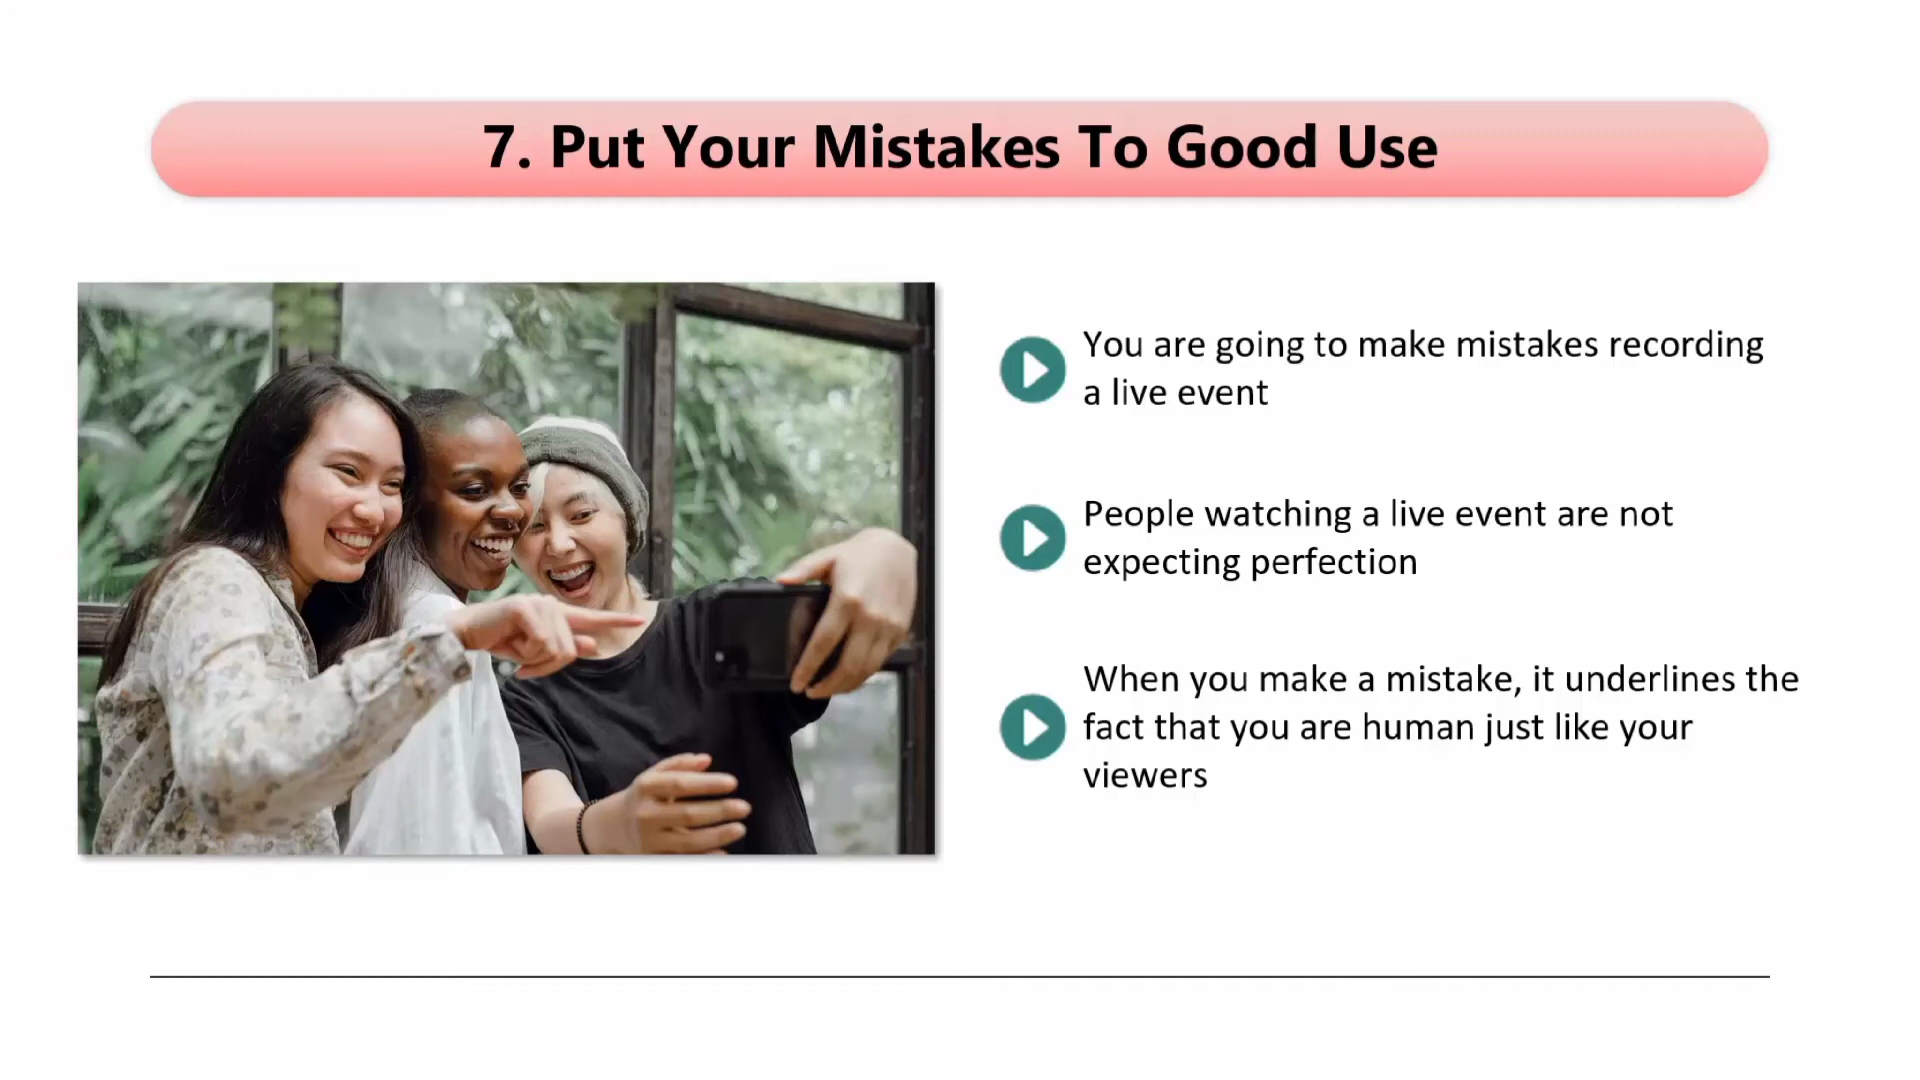 7. Put Your Mistakes To Good Use
You are going to make mistakes recording
a live event
People watching a live event are not
expecting perfection
When you make a mistake, it underlines the
fact that you are human just like your
viewers